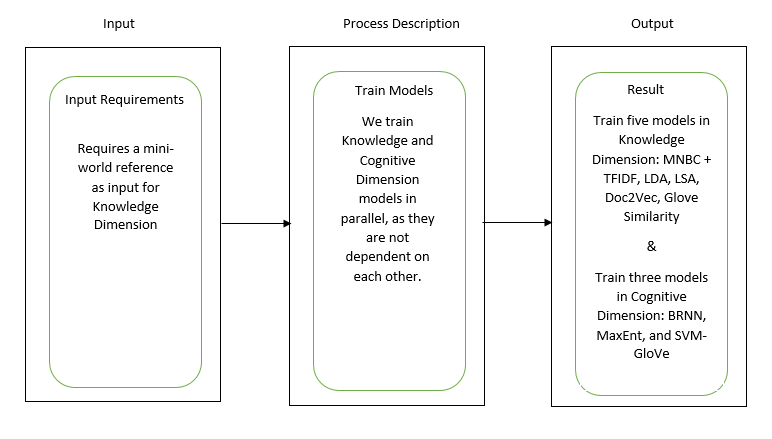 Input
Input Requirements
Requires a mini-
world reference
as input for
Knowledge
Dimension
Process Description
Train Models
We train
Knowledge and
Cognitive
Dimension
models in
parallel, as they
are not
dependent on
each other.
Output
Result
Train five models in
Knowledge
Dimension: MNBC +
TFIDF, LDA, LSA,
Doc2Vec, Glove
Similarity
&
Train three models
in Cognitive
Dimension: BRNN,
MaxEnt, and SVM-
GloVe